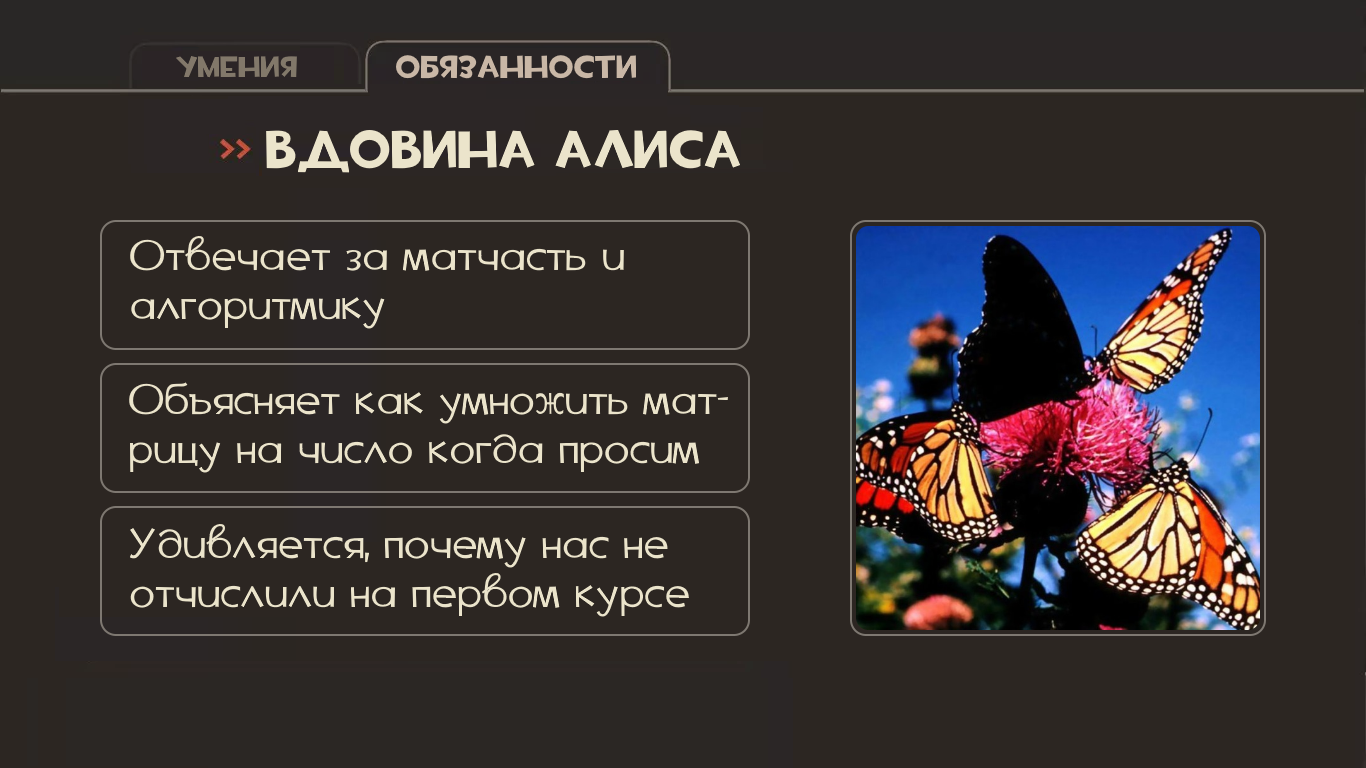 УМЕНИЯ
ОБЯЗАННОСТИ
>> ВДОВИНА АЛИСА
Отвечает за матчасть и
алгоритмику
Объясняет как умножить мат-
рицу на число когда просим
Удивляется, почему нас не
отчислили на первом курсе